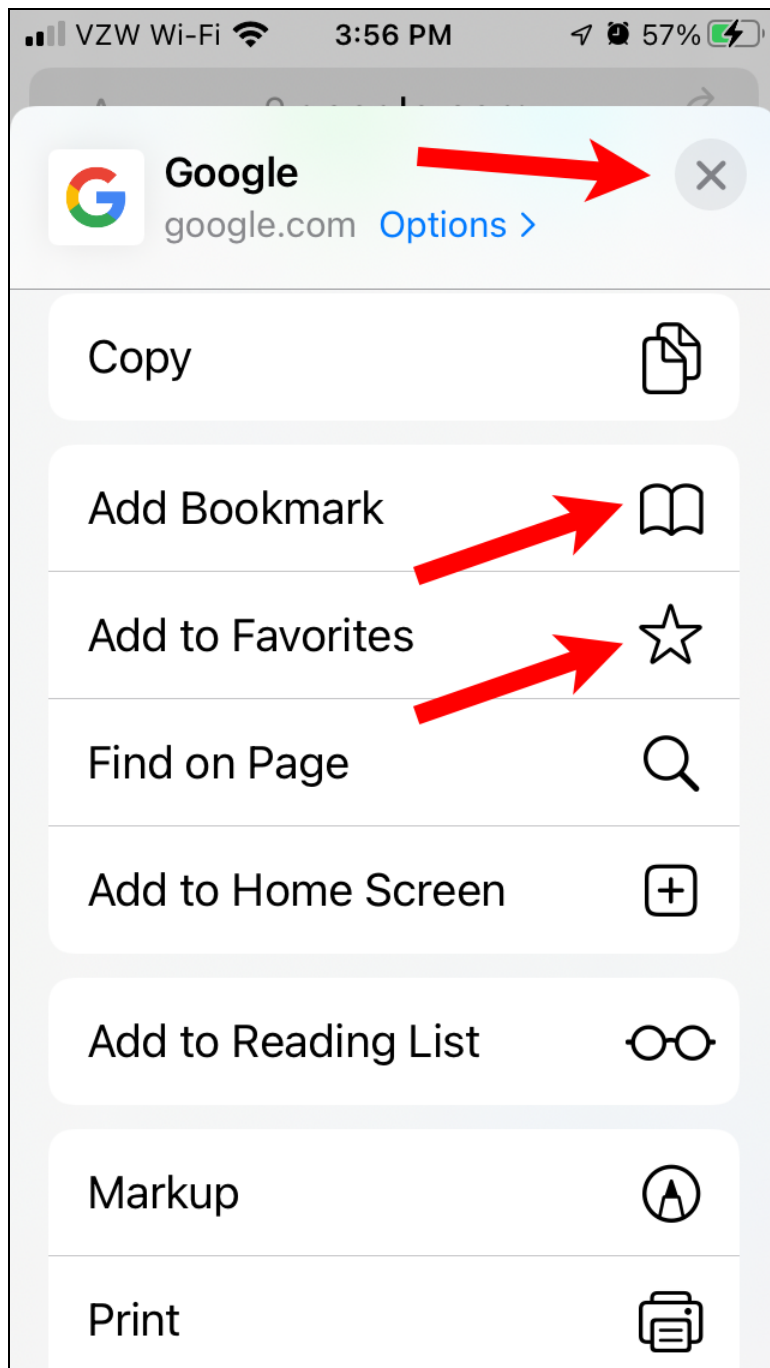 VZW Wi-Fi 3:56 PM 57%
Google
google.com Options >
Copy
Add Bookmark
Add to Favorites
Find on Page
Add to Home Screen
Add to Reading List
Markup
Print